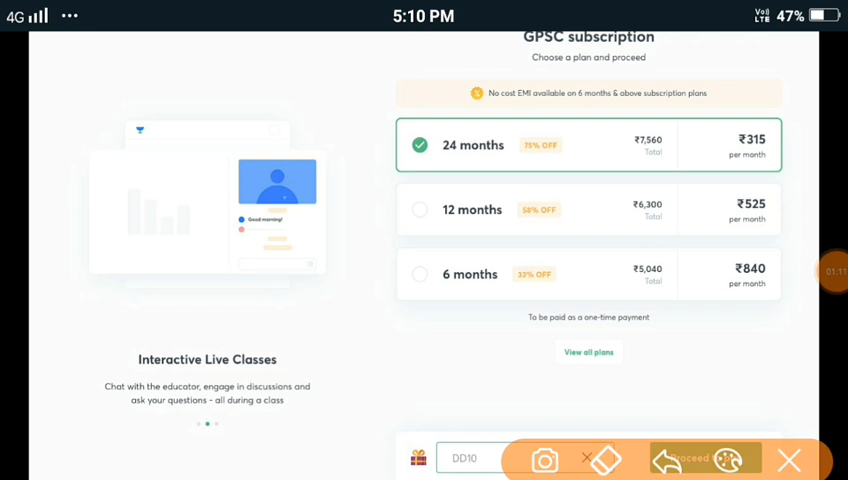 4G
5:10 PM
Vo))
LTE
47%
GPSC subscription
Choose a plan and proceed
No cost EMI available on 6 months & above subscription plans
24 months 75% OFF ₹7,560 Total ₹315 per month
12 months 58% OFF ₹6,300 Total ₹525 per month
6 months 33% OFF ₹5,040 Total ₹840 per month
To be paid as a one-time payment
View all plans
Good morning!
Interactive Live Classes
Chat with the educator, engage in discussions and
ask your questions - all during a class
01:11
DD10
Proceed